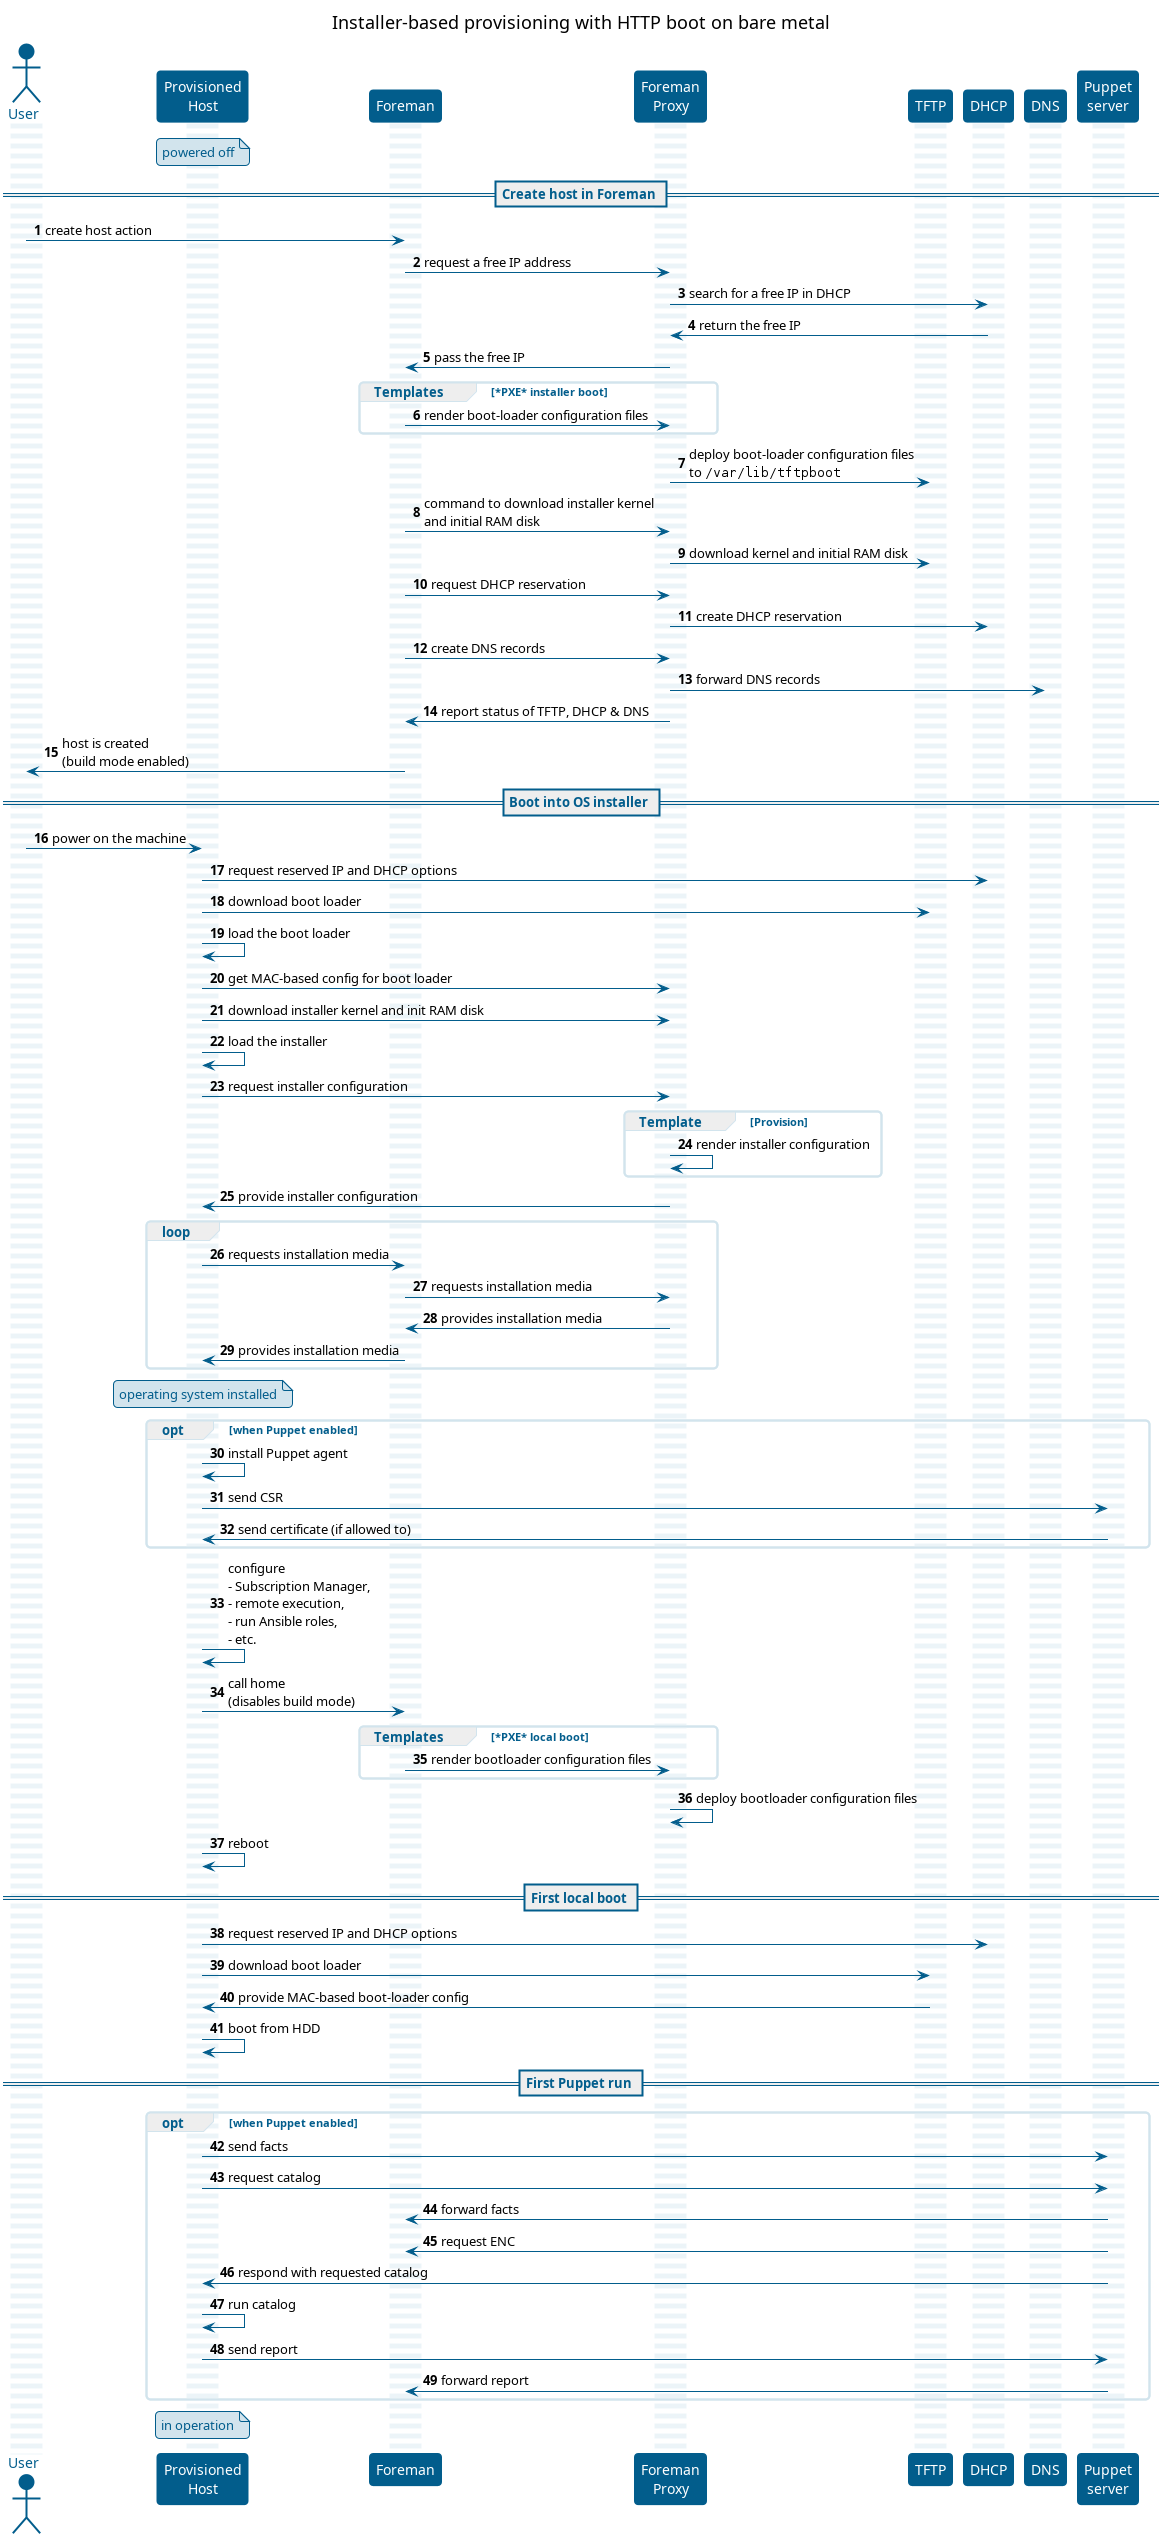 Installer-based provisioning with HTTP boot on bare metal
User
Provisioned
Host
Foreman
Foreman
Proxy
TFTP
DHCP
DNS
Puppet
server
powered off
Create host in Foreman
1 create host action
2 request a free IP address
3 search for a free IP in DHCP
4 return the free IP
5 pass the free IP
Templates [*PXE* installer boot]
6 render boot-loader configuration files
7 deploy boot-loader configuration files
to /var/lib/tftpboot
8 command to download installer kernel
and initial RAM disk
9 download kernel and initial RAM disk
10 request DHCP reservation
11 create DHCP reservation
12 create DNS records
13 forward DNS records
14 report status of TFTP, DHCP & DNS
15 host is created
(build mode enabled)
Boot into OS installer
16 power on the machine
17 request reserved IP and DHCP options
18 download boot loader
19 load the boot loader
20 get MAC-based config for boot loader
21 download installer kernel and init RAM disk
22 load the installer
23 request installer configuration
Template [Provision]
24 render installer configuration
25 provide installer configuration
loop
26 requests installation media
27 requests installation media
28 provides installation media
29 provides installation media
operating system installed
opt [when Puppet enabled]
30 install Puppet agent
31 send CSR
32 send certificate (if allowed to)
33 configure
- Subscription Manager,
- remote execution,
- run Ansible roles,
- etc.
34 call home
(disables build mode)
Templates [*PXE* local boot]
35 render bootloader configuration files
36 deploy bootloader configuration files
37 reboot
First local boot
38 request reserved IP and DHCP options
39 download boot loader
40 provide MAC-based boot-loader config
41 boot from HDD
First Puppet run
opt [when Puppet enabled]
42 send facts
43 request catalog
44 forward facts
45 request ENC
46 respond with requested catalog
47 run catalog
48 send report
49 forward report
in operation
User
Provisioned
Host
Foreman
Foreman
Proxy
TFTP
DHCP
DNS
Puppet
server